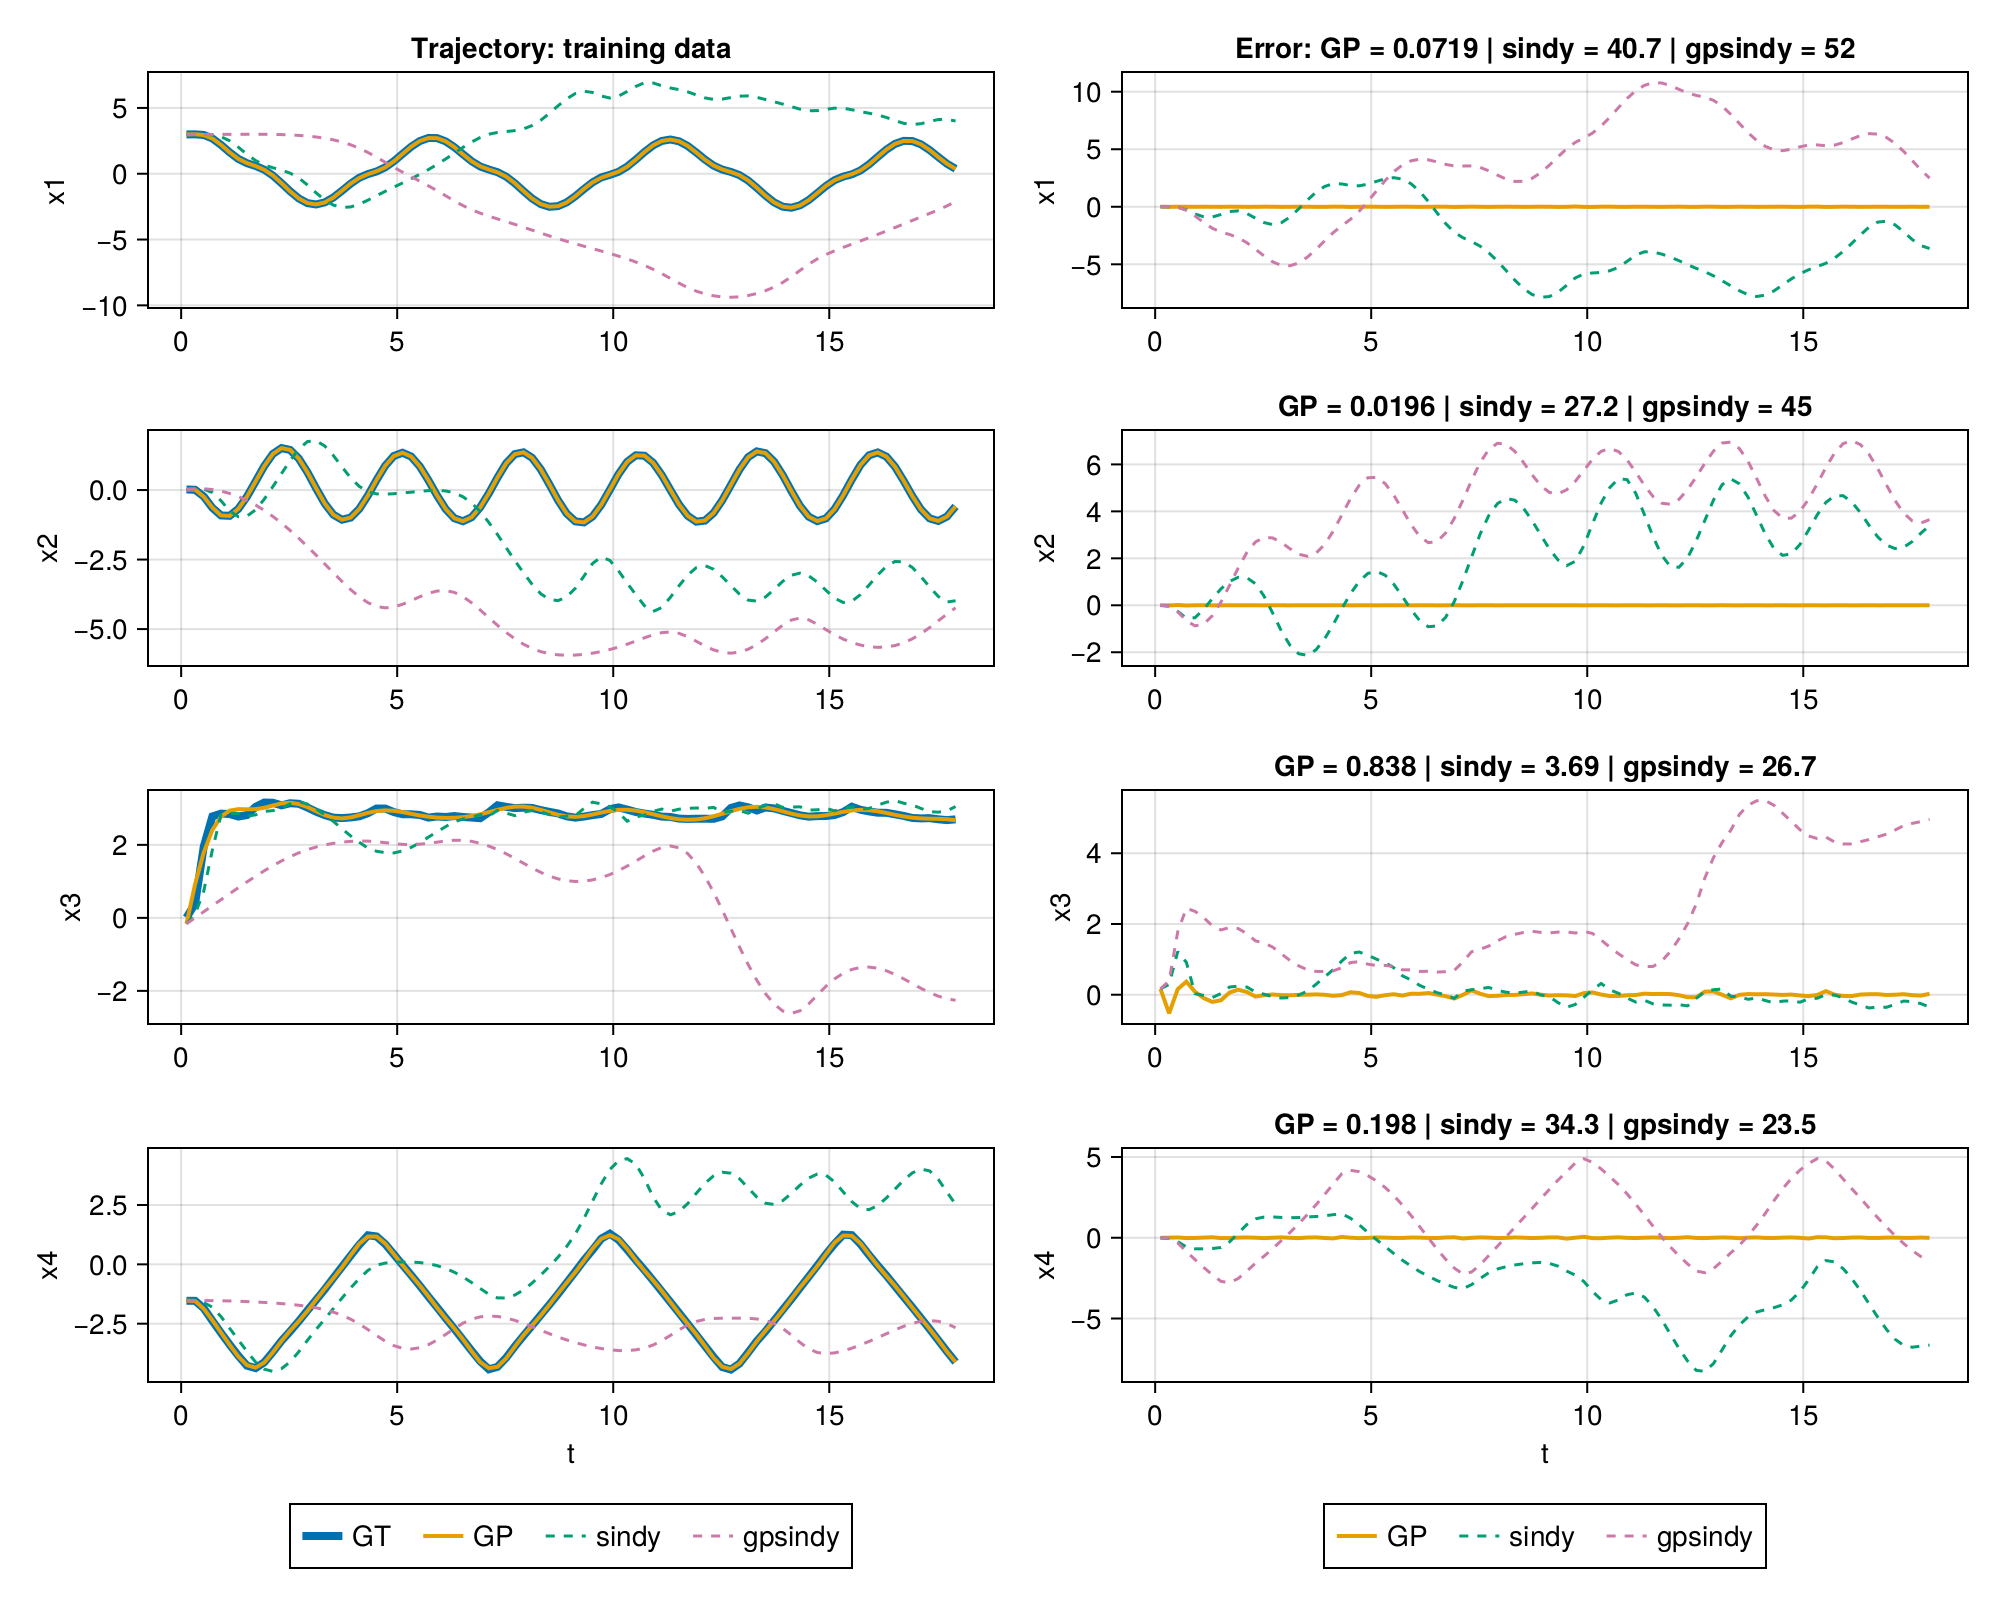 Trajectory: training data
Error: GP = 0.0719 | sindy = 40.7 | gpsindy = 52
x1
5
0
−5
−10
0 5 10 15
x1
10
5
0
−5
0 5 10 15
GP = 0.0196 | sindy = 27.2 | gpsindy = 45
x2
0.0
−2.5
−5.0
0 5 10 15
x2
6
4
2
0
−2
0 5 10 15
GP = 0.838 | sindy = 3.69 | gpsindy = 26.7
x3
2
0
−2
0 5 10 15
x3
4
2
0
0 5 10 15
GP = 0.198 | sindy = 34.3 | gpsindy = 23.5
x4
2.5
0.0
−2.5
0 5 10 15
t
x4
5
0
−5
0 5 10 15
t
GT GP sindy gpsindy
GP sindy gpsindy